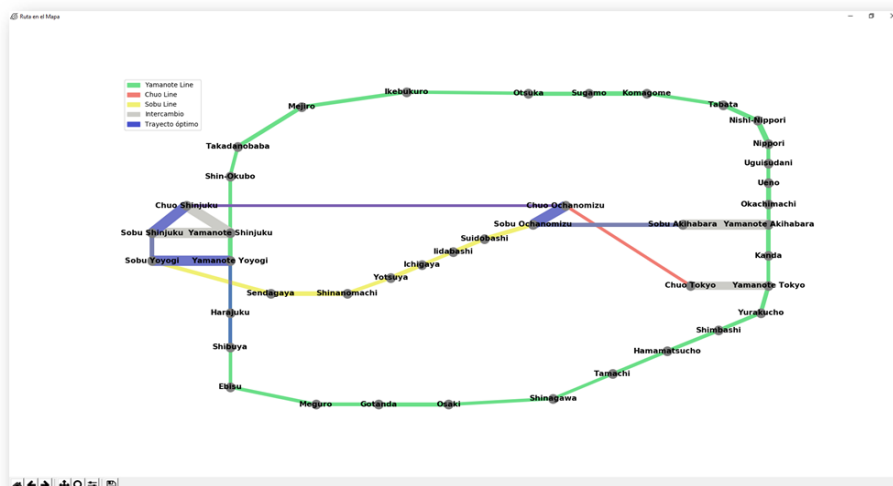 Ruta en el Mapa
Yamanote Line
Chuo Line
Sobu Line
Intercambio
Trayecto óptimo
Ikebukuro
Otsuka
Sugamo
Komagome
Mejiro
Tabata
Nishi-Nippori
Takadanobaba
Nippori
Uguisudani
Shin-Okubo
Ueno
Chuo Shinjuku
Chuo Ochanomizu
Okachimachi
Sobu Ochanomizu
Sobu Akihabara
Yamanote Akihabara
Sobu Shinjuku
Yamanote Shinjuku
Suidobashi
Iidabashi
Kanda
Sobu Yoyogi
Yamanote Yoyogi
Ichigaya
Yotsuya
Chuo Tokyo
Yamanote Tokyo
Sendagaya
Shinanomachi
Harajuku
Yurakucho
Shimbashi
Shibuya
Hamamatsucho
Tamachi
Ebisu
Shinagawa
Meguro
Gotanda
Osaki